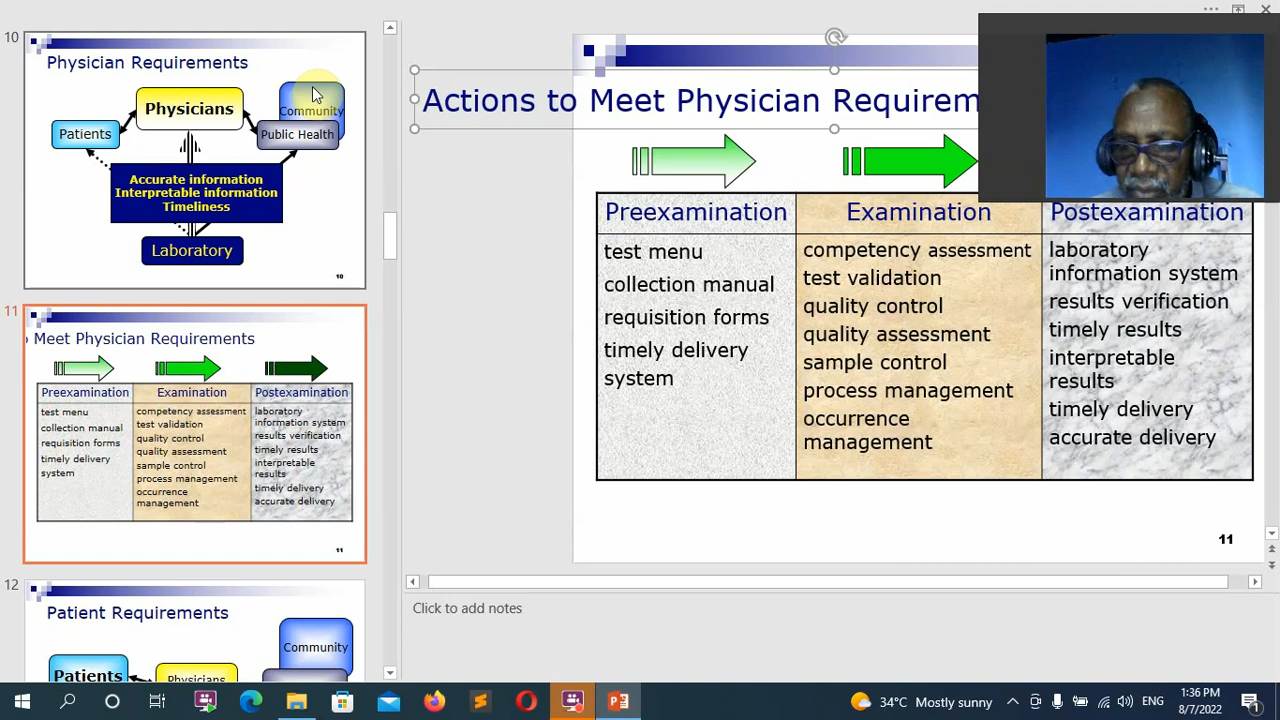 10
Physician Requirements
Physicians
Community
Patients
Public Health
Accurate information
Interpretable information
Timeliness
Laboratory
10
11
Meet Physician Requirements
Preexamination
Examination
Postexamination
test menu
collection manual
requisition forms
timely delivery
system
competency assessment
test validation
quality control
quality assessment
sample control
process management
occurrence
management
laboratory
information system
results verification
timely results
interpretable
results
timely delivery
accurate delivery
11
12
Patient Requirements
Community
Patients
Physicians
Actions to Meet Physician Requirem
Preexamination
Examination
Postexamination
test menu
collection manual
requisition forms
timely delivery
system
competency assessment
test validation
quality control
quality assessment
sample control
process management
occurrence
management
laboratory
information system
results verification
timely results
interpretable
results
timely delivery
accurate delivery
11
Click to add notes
34°C Mostly sunny
ENG
1:36 PM
8/7/2022
1